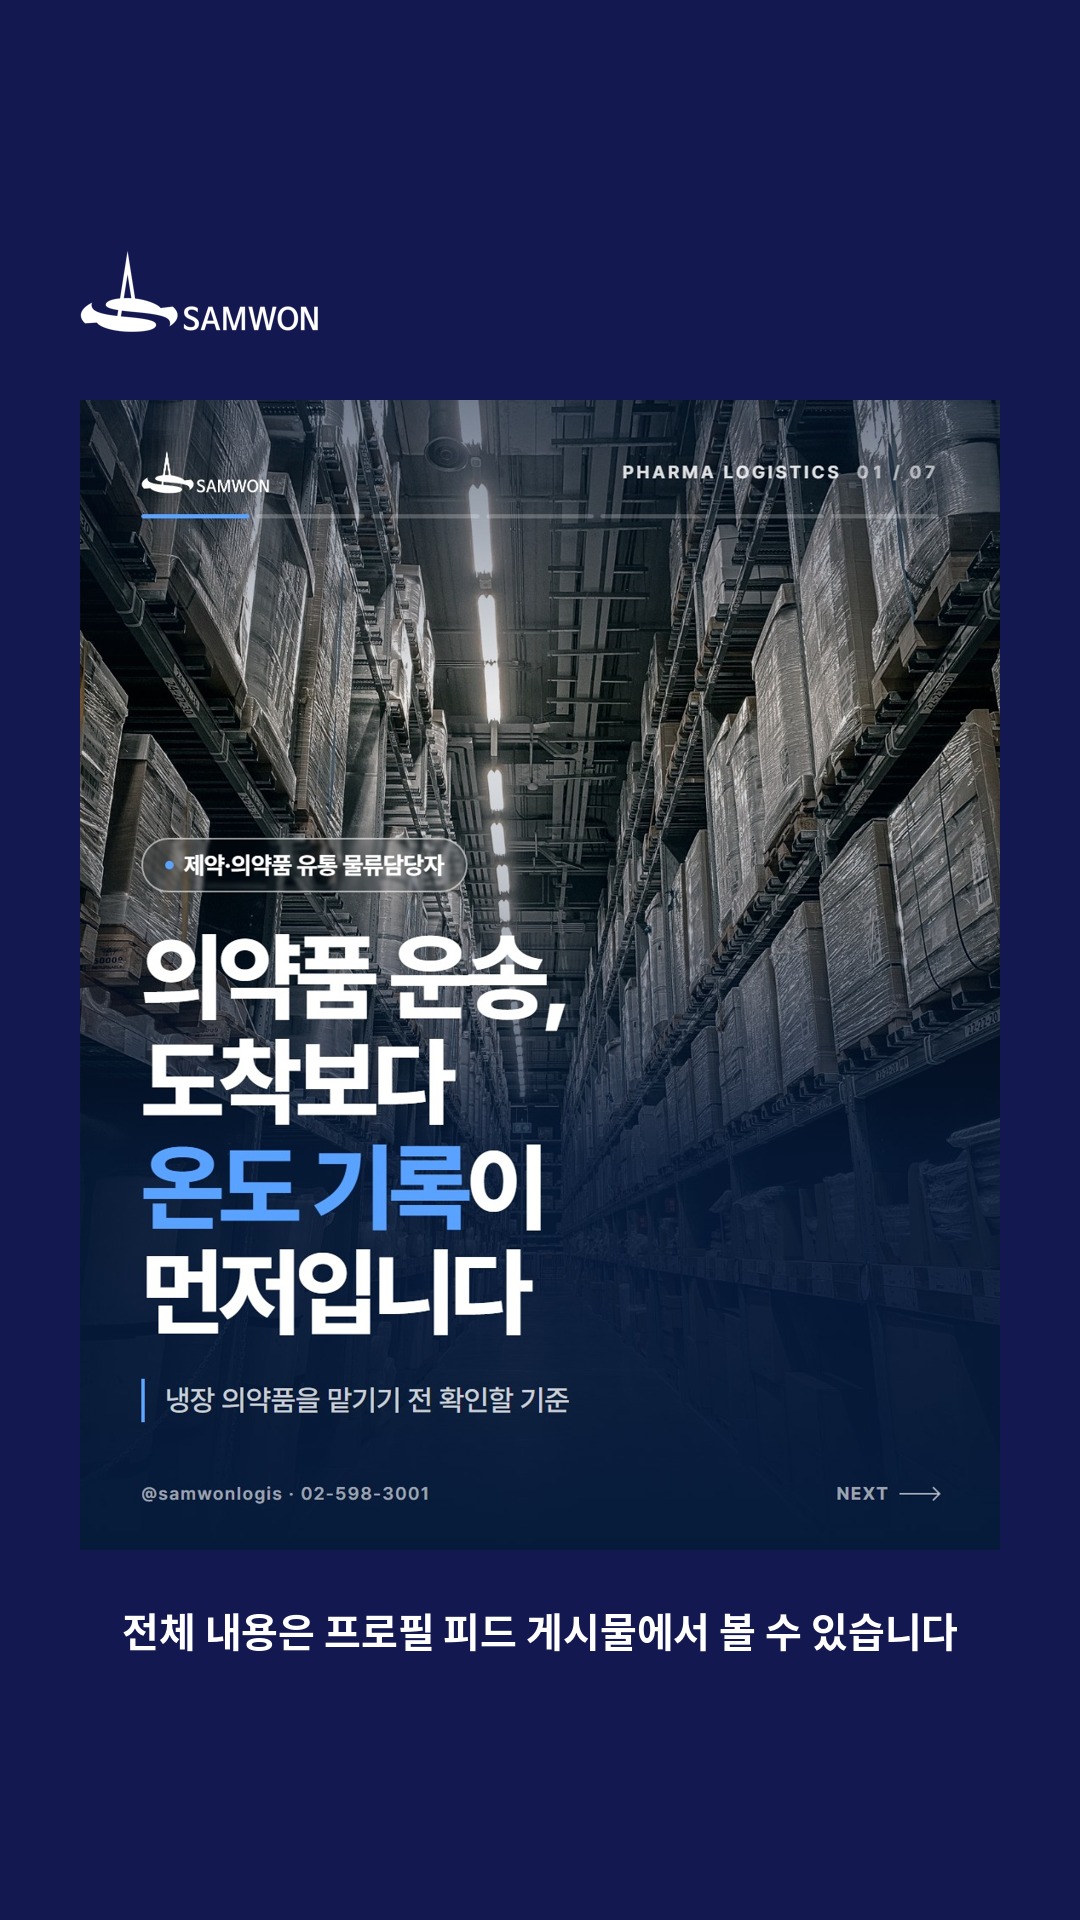 SAMWON
SAMWON
PHARMA LOGISTICS 01 / 07
제약·의약품 유통 물류담당자
의약품 운송,
도착보다
온도 기록이
먼저입니다
냉장 의약품을 맡기기 전 확인할 기준
@samwonlogis · 02-598-3001
NEXT
전체 내용은 프로필 피드 게시물에서 볼 수 있습니다